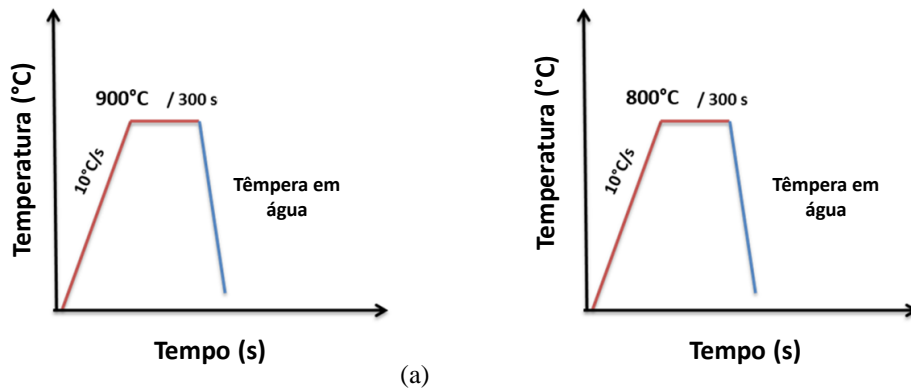 Temperatura (°C)
900°C / 300 s
10°C/s
Têmpera em
água
Tempo (s)
Temperatura (°C)
800°C / 300 s
10°C/s
Têmpera em
água
Tempo (s)
(a)